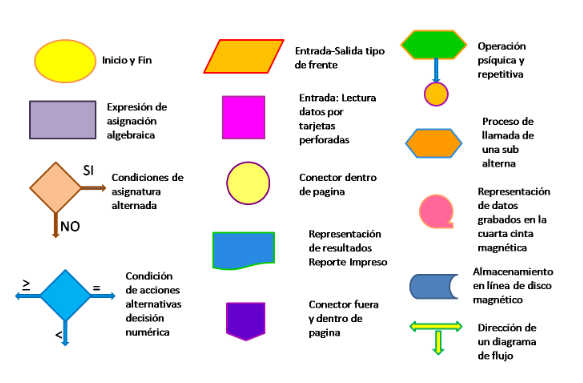 Inicio y Fin
Expresión de
asignación
algebraica
SI
Condiciones de
asignatura
alternada
NO
Condición
de acciones
alternativas
decisión
numérica
≥
=
<
Entrada-Salida tipo
de frente
Entrada: Lectura
datos por
tarjetas
perforadas
Conector dentro
de pagina
Representación
de resultados
Reporte Impreso
Conector fuera
y dentro de
pagina
Operación
psíquica y
repetitiva
Proceso de
llamada de
una sub
alterna
Representación
de datos
grabados en la
cuarta cinta
magnética
Almacenamiento
en línea de disco
magnético
Dirección de
un diagrama
de flujo